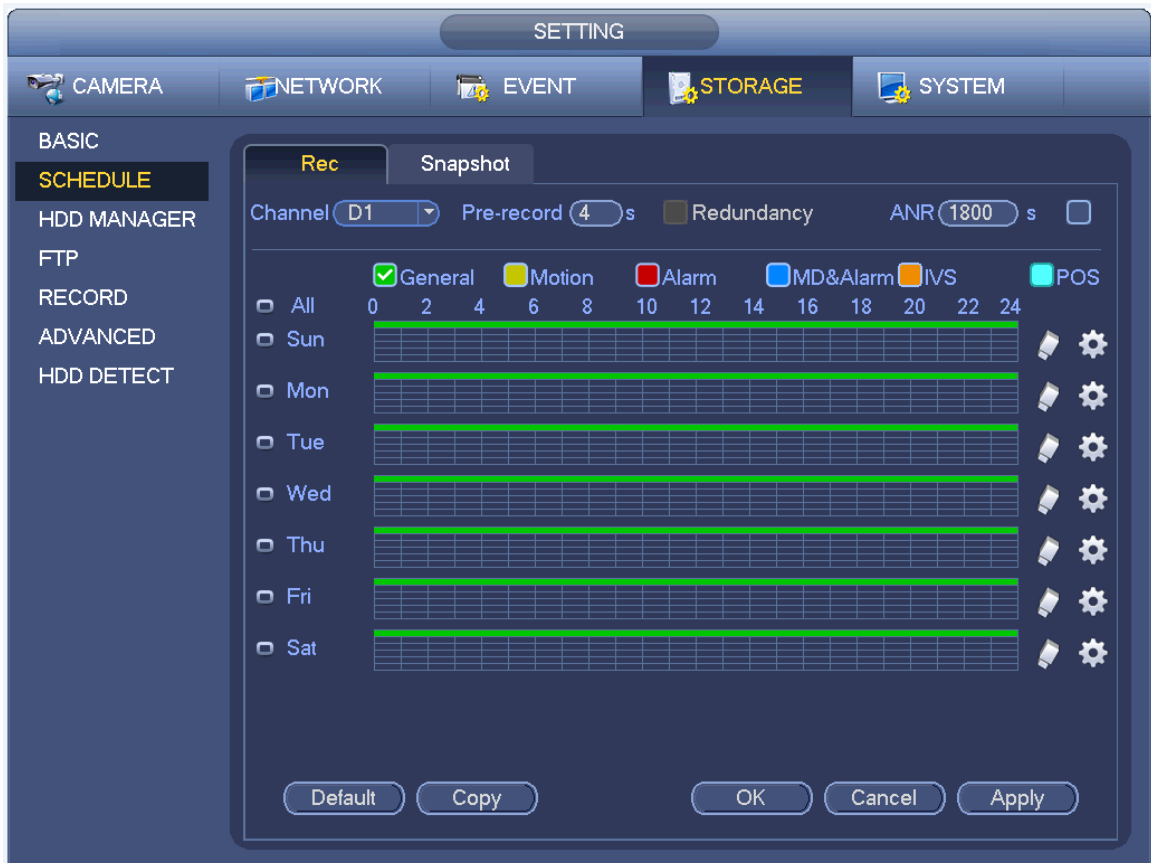 SETTING
CAMERA NETWORK EVENT STORAGE SYSTEM
BASIC
SCHEDULE
HDD MANAGER
FTP
RECORD
ADVANCED
HDD DETECT
Rec Snapshot
Channel D1 Pre-record 4 s Redundancy ANR 1800 s
General Motion Alarm MD&Alarm IVS POS
All 0 2 4 6 8 10 12 14 16 18 20 22 24
Sun
Mon
Tue
Wed
Thu
Fri
Sat
Default Copy OK Cancel Apply